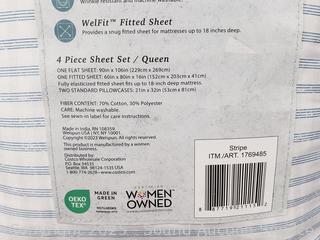 Wrinkle resistant and machine washable.
WelFit™ Fitted Sheet
Provides a snug fitted sheet for mattresses up to 18 inches deep.
4 Piece Sheet Set / Queen
ONE FLAT SHEET: 90in x 106in (229cm x 269cm)
ONE FITTED SHEET: 60in x 80in x 16in (152cm x 203cm x 41cm)
Fully elasticized fitted sheet fits up to 18 inch deep mattress.
TWO STANDARD PILLOWCASES: 21in x 32in (53cm x 81cm)
FIBER CONTENT: 70% Cotton, 30% Polyester
CARE: Machine washable.
See sewn-in label for care instructions.
Made in India, RN 108359.
Welspun USA, NY NY 10001.
©Copyright 2023 Welspun. All rights reserved.
This product is manufactured by a women
owned business.
Distributed by:
Costco Wholesale Corporation
P.O. Box 34535
Seattle, WA 98124-1535 USA
1-800 774-2628 - www.costco.com
Stripe
ITM./ART. 1769485
OEKO
TEX®
MADE IN
GREEN
WOMEN
OWNED